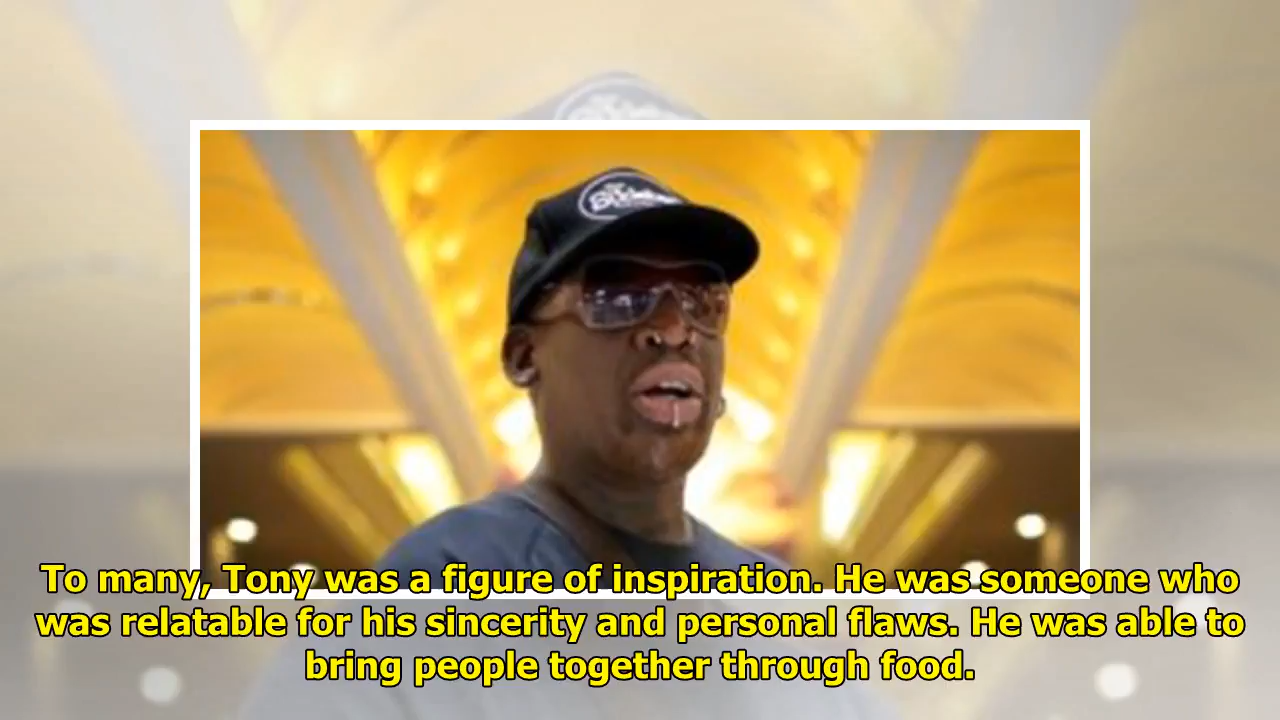 To many, Tony was a figure of inspiration. He was someone who
was relatable for his sincerity and personal flaws. He was able to
bring people together through food.